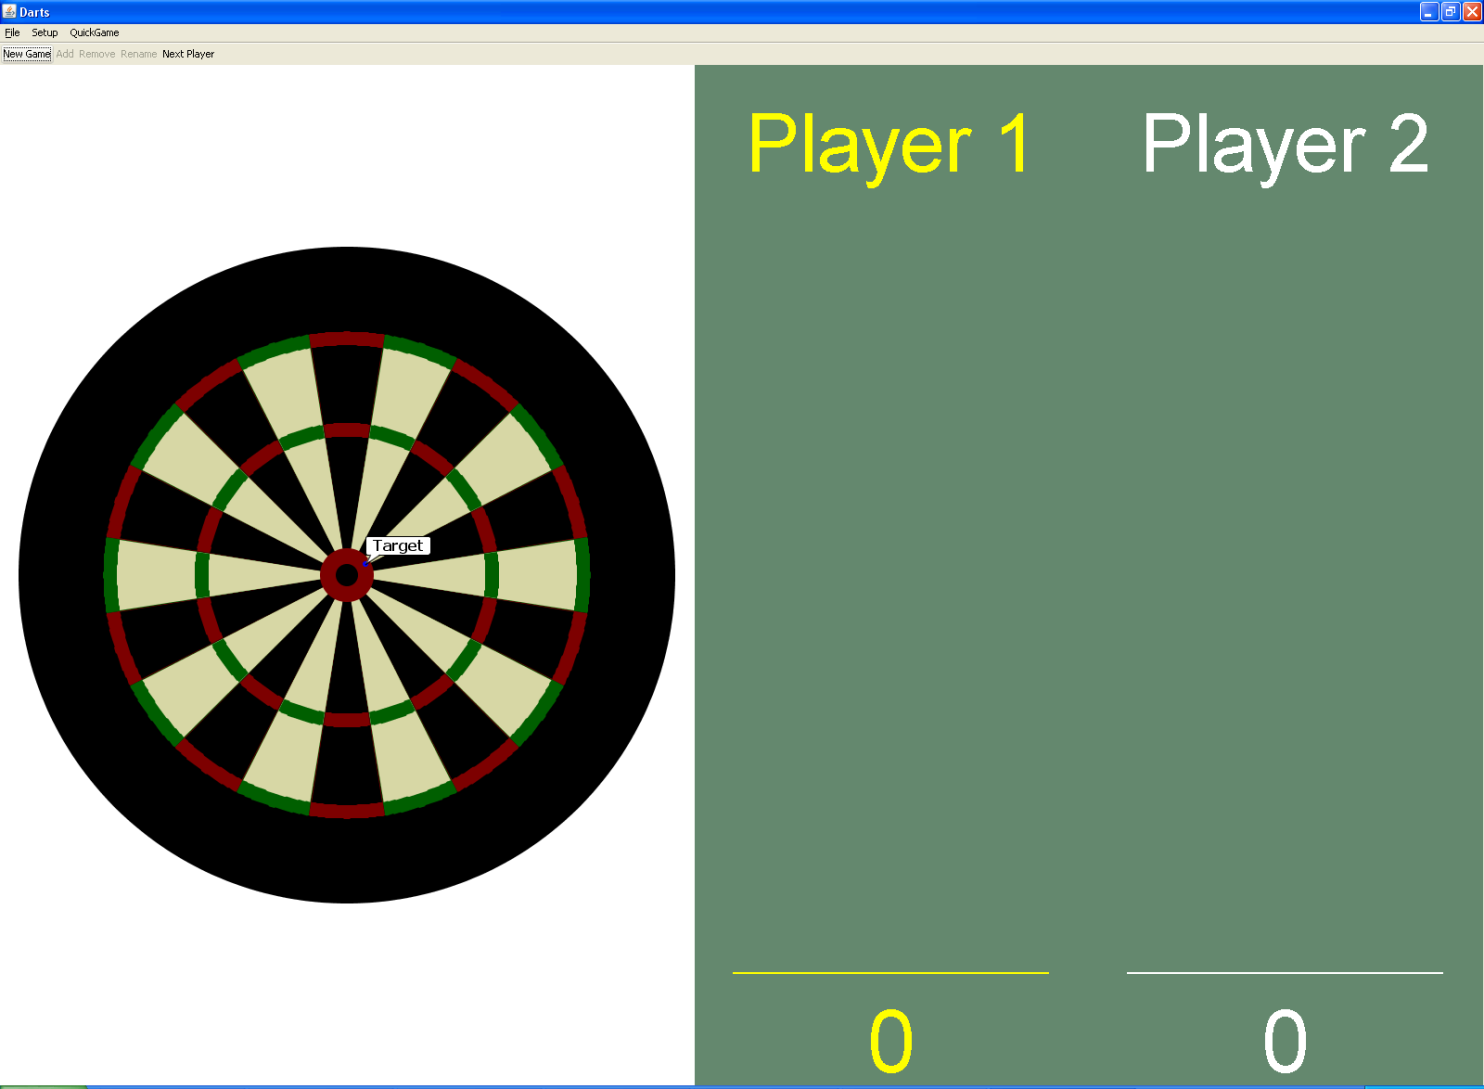 Darts
File Setup QuickGame
New Game Add Remove Rename Next Player
Player 1 Player 2
Target
0 0